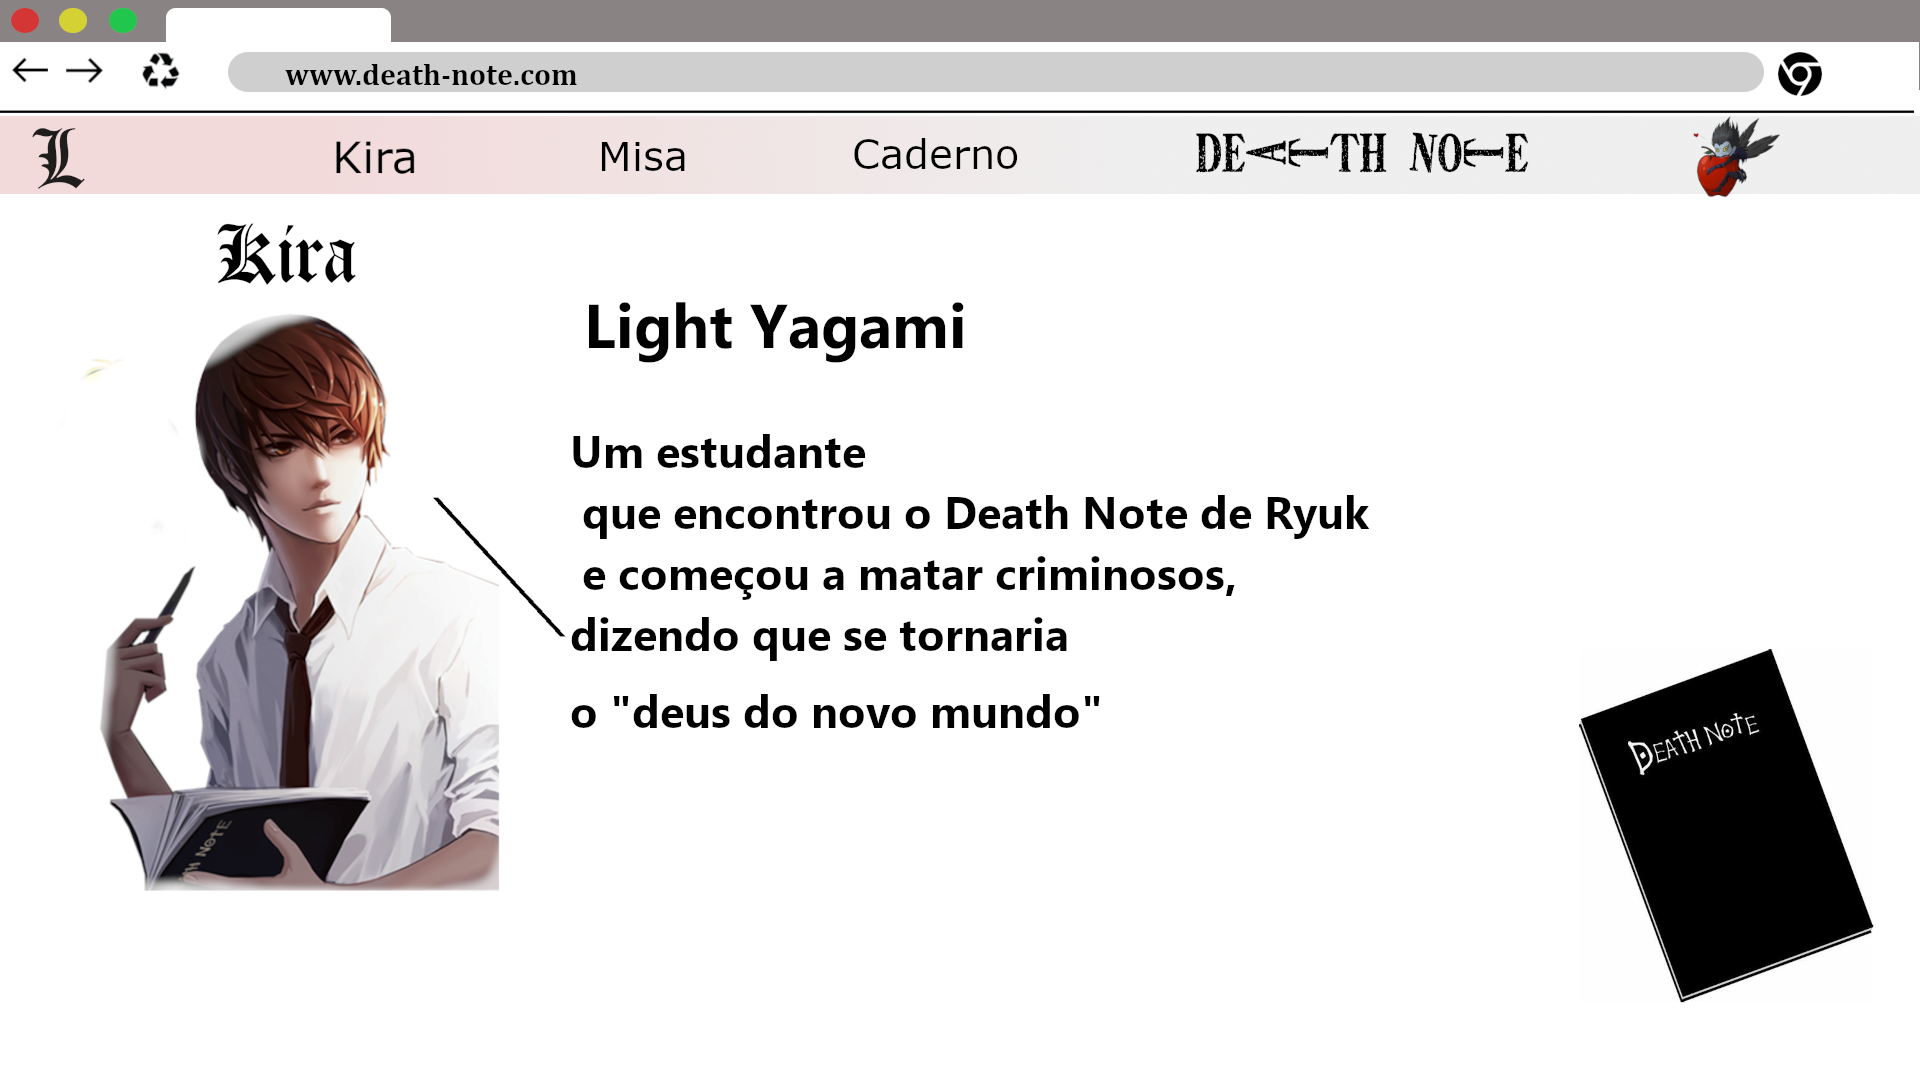 www.death-note.com
L
Kira
Misa
Caderno
DEATH NOTE
Kira
Light Yagami
Um estudante
que encontrou o Death Note de Ryuk
e começou a matar criminosos,
dizendo que se tornaria
o "deus do novo mundo"
DEATH NOTE
TH NOTE